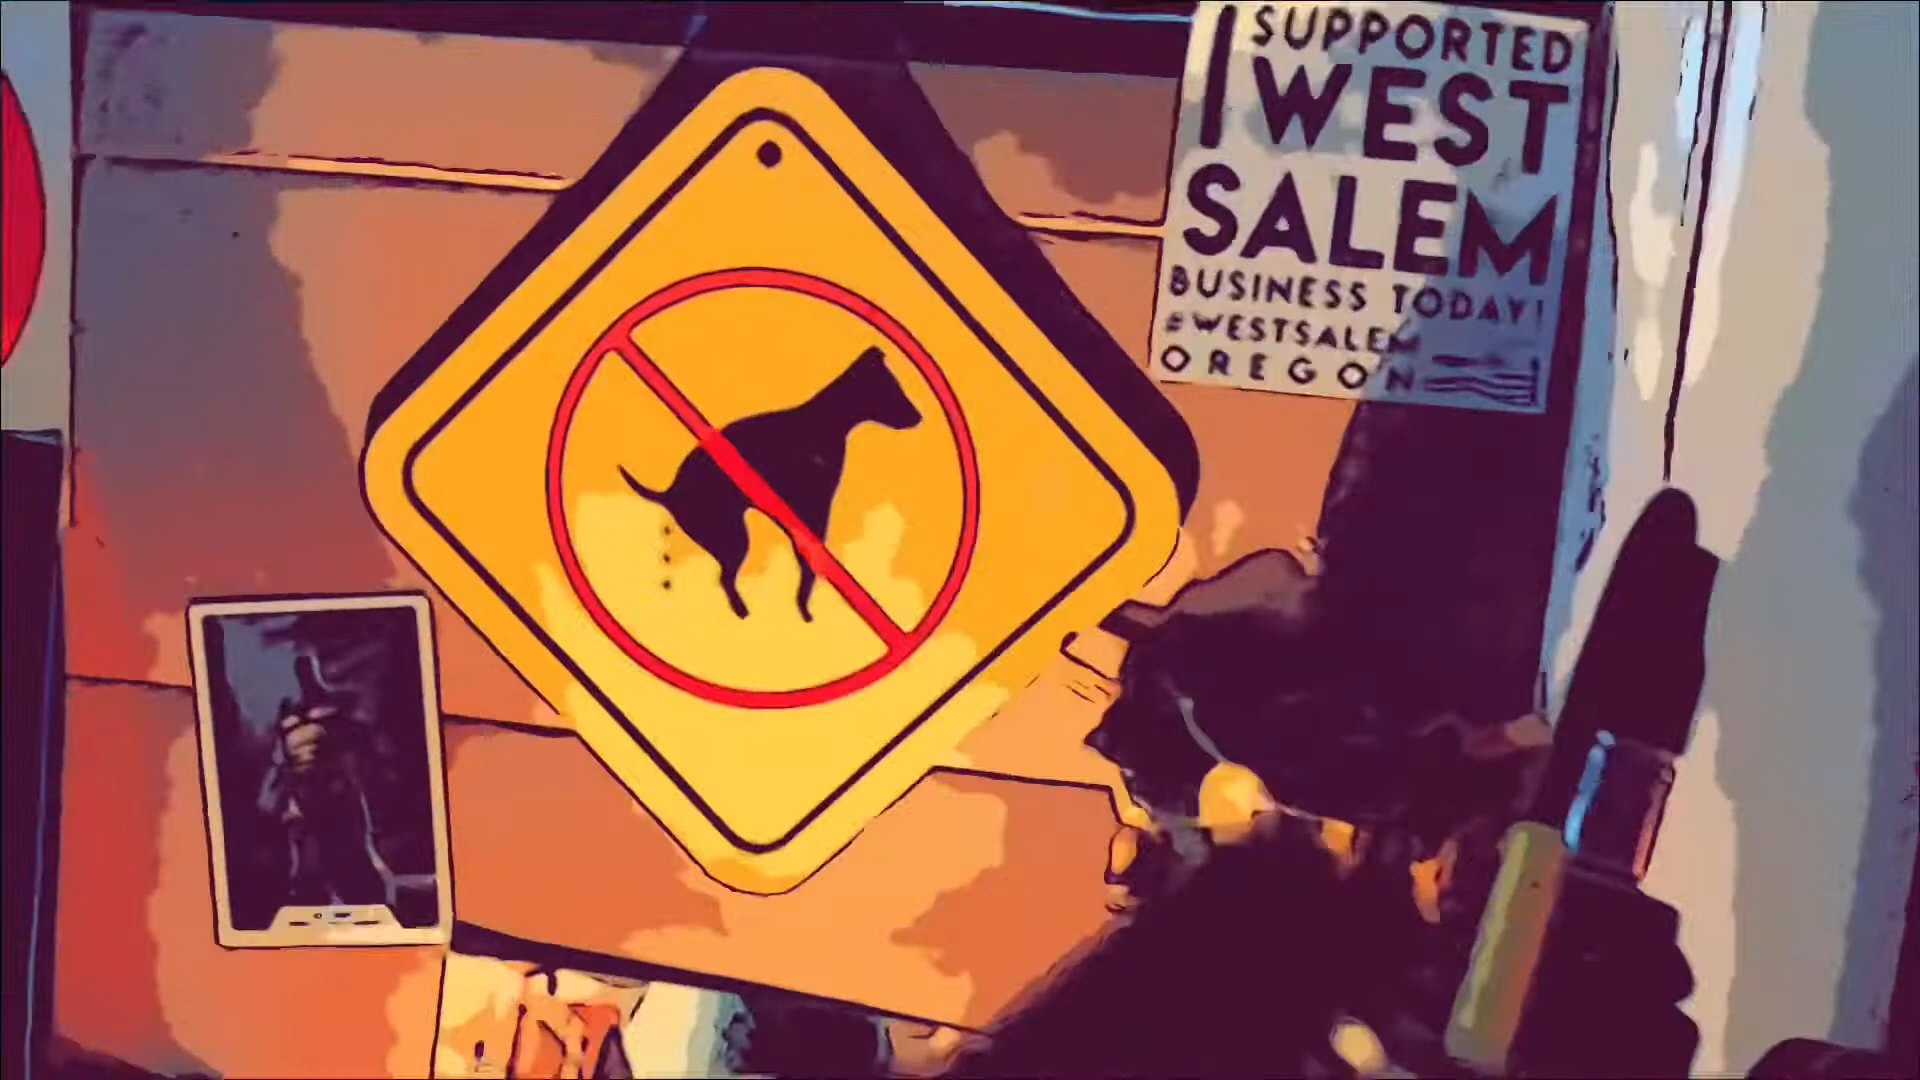 I SUPPORTED
WEST
SALEM
BUSINESS TODAY!
#WESTSALEM
OREGON